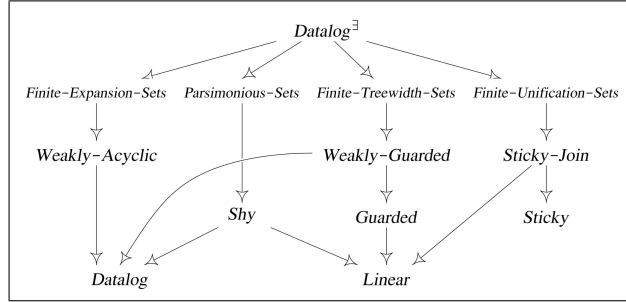 Datalog∃
Finite-Expansion-Sets Parsimonious-Sets Finite-Treewidth-Sets Finite-Unification-Sets
Weakly-Acyclic Weakly-Guarded Sticky-Join
Shy Guarded Sticky
Datalog Linear